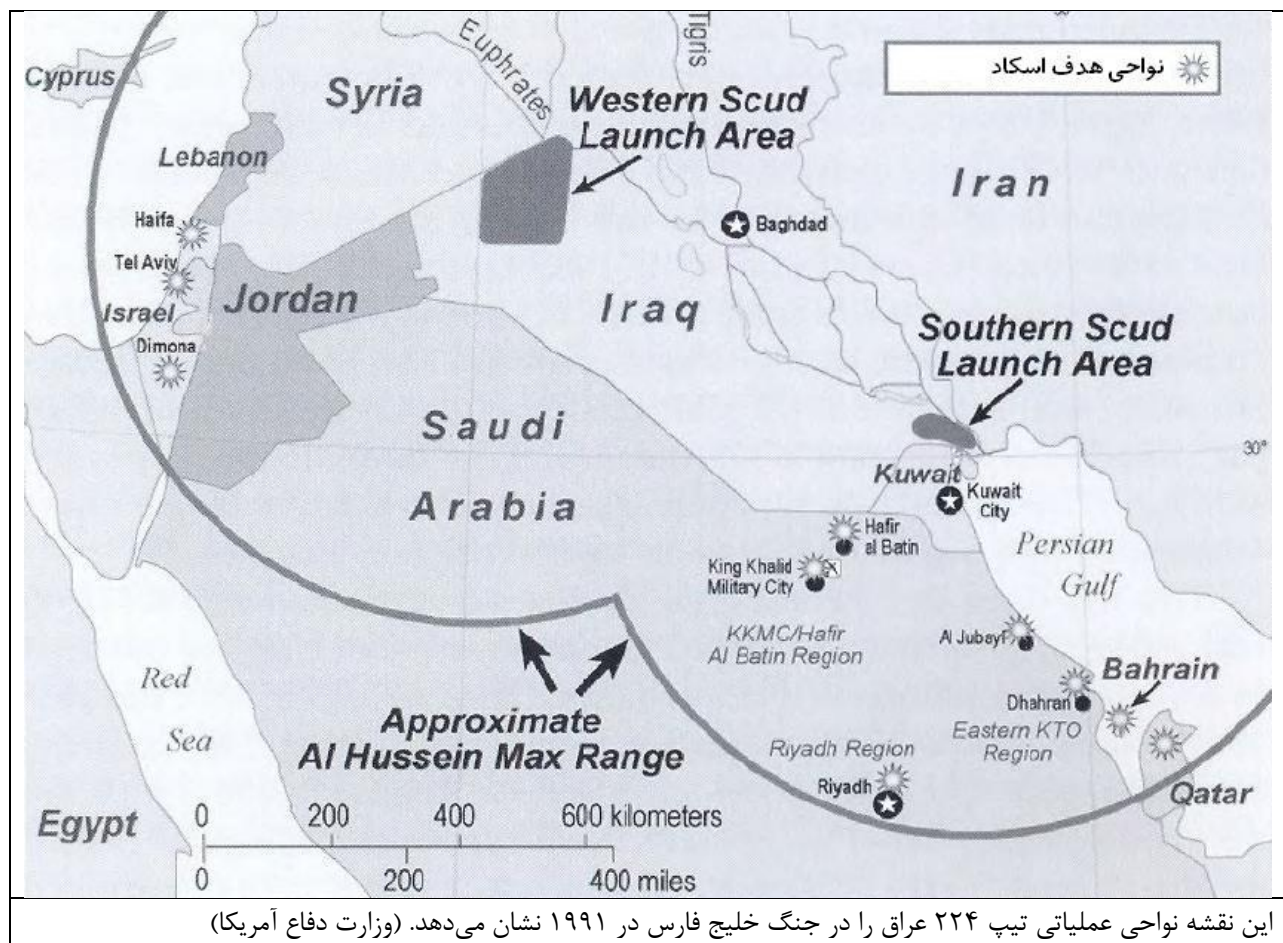 نواحی هدف اسکاد
Cyprus
Syria
Euphrates
Tigris
Western Scud
Launch Area
Lebanon
Iran
Haifa
Baghdad
Tel Aviv
Jordan
Israel
Iraq
Dimona
Southern Scud
Launch Area
Saudi
Arabia
30°
Kuwait
Kuwait
City
Hafir
al Batin
Persian
Gulf
King Khalid
Military City
KKMC/Hafir
Al Batin Region
Al Jubayl
Bahrain
Red
Sea
Dhahran
Approximate
Al Hussein Max Range
Eastern KTO
Region
Riyadh Region
Riyadh
Qatar
Egypt
0 200 400 600 kilometers
0 200 400 miles
این نقشه نواحی عملیاتی تیپ ۲۲۴ عراق را در جنگ خلیج فارس در ۱۹۹۱ نشان می‌دهد. (وزارت دفاع آمریکا)